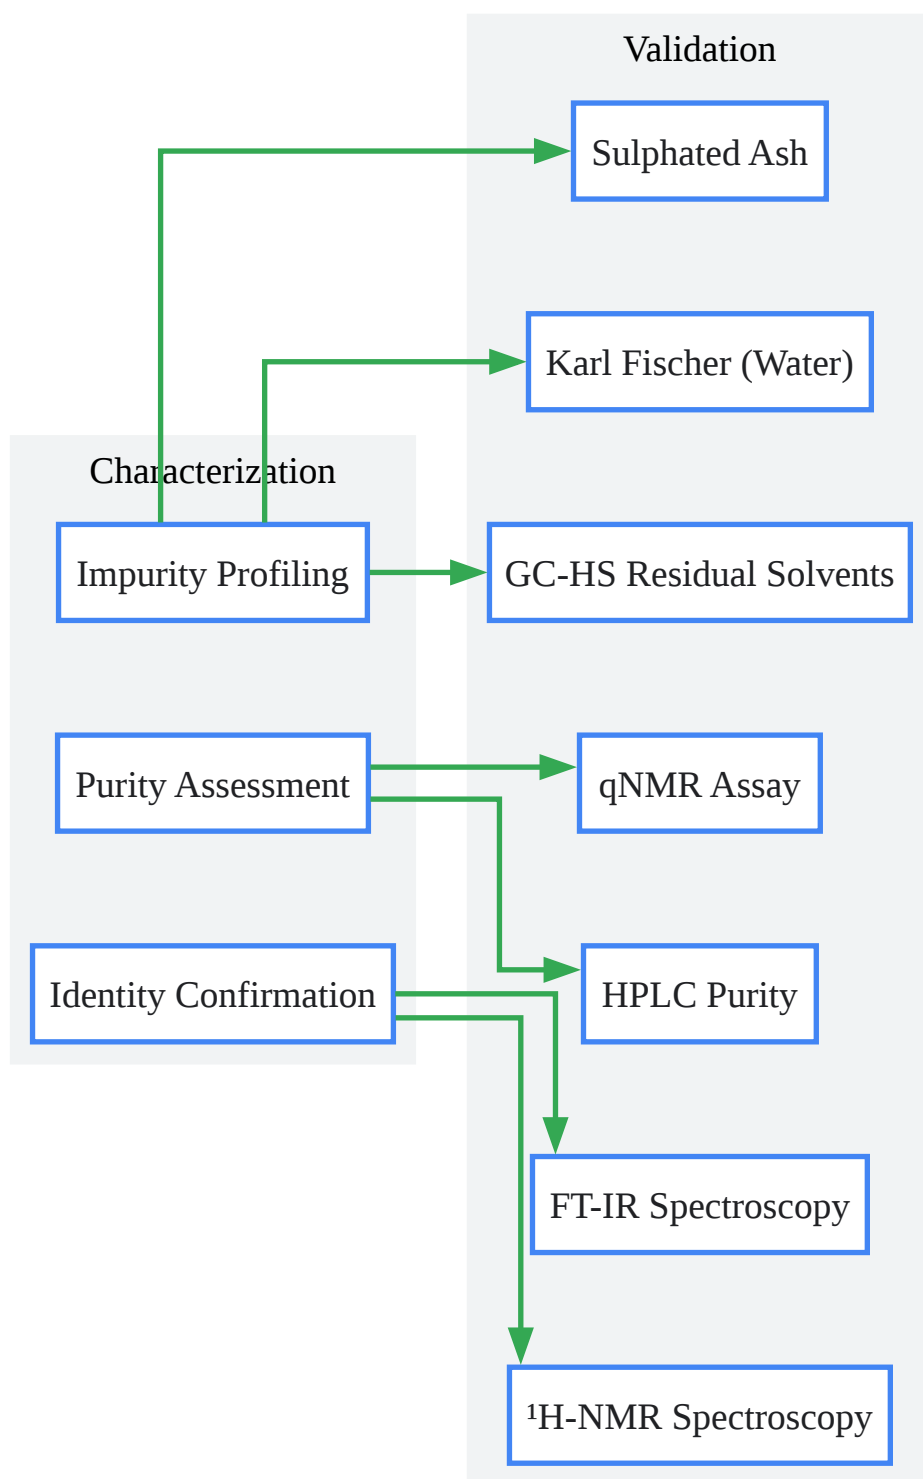 Validation
Sulphated Ash
Karl Fischer (Water)
Characterization
Impurity Profiling
GC-HS Residual Solvents
Purity Assessment
qNMR Assay
Identity Confirmation
HPLC Purity
FT-IR Spectroscopy
¹H-NMR Spectroscopy